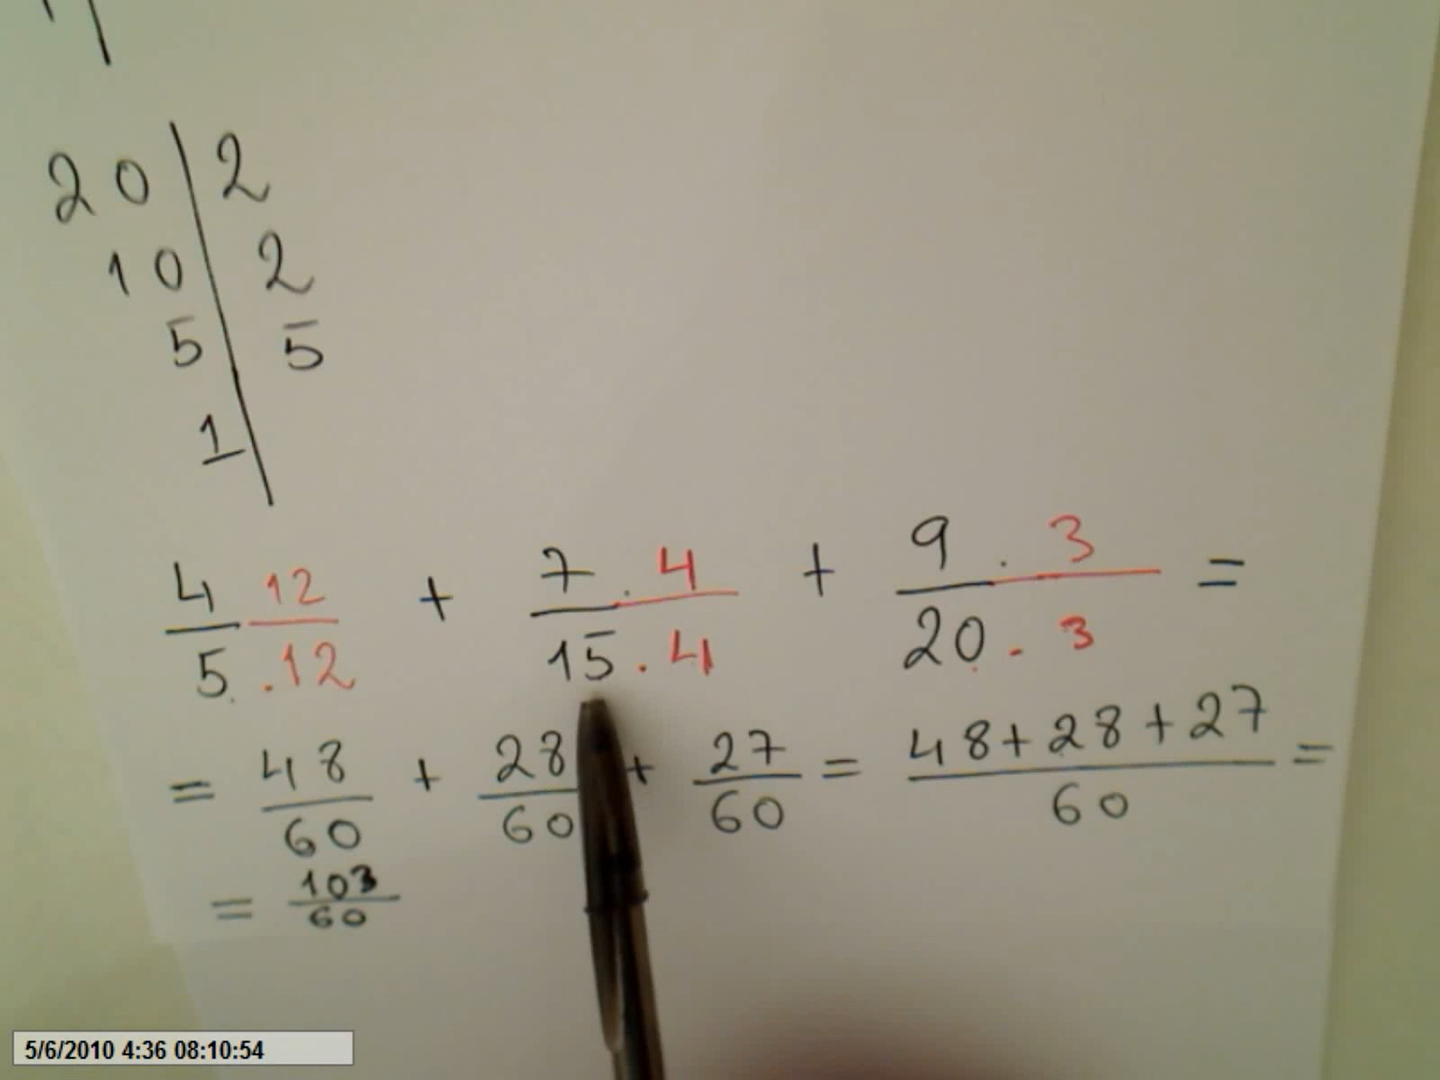 20 | 2
10 | 2
5 | 5
1 |
4/5 12/.12 + 7/15 . 4/. 4 + 9/20 . 3/. 3 =
= 48/60 + 28/60 + 27/60 = 48+28+27/60 =
= 103/60
5/6/2010 4:36 08:10:54